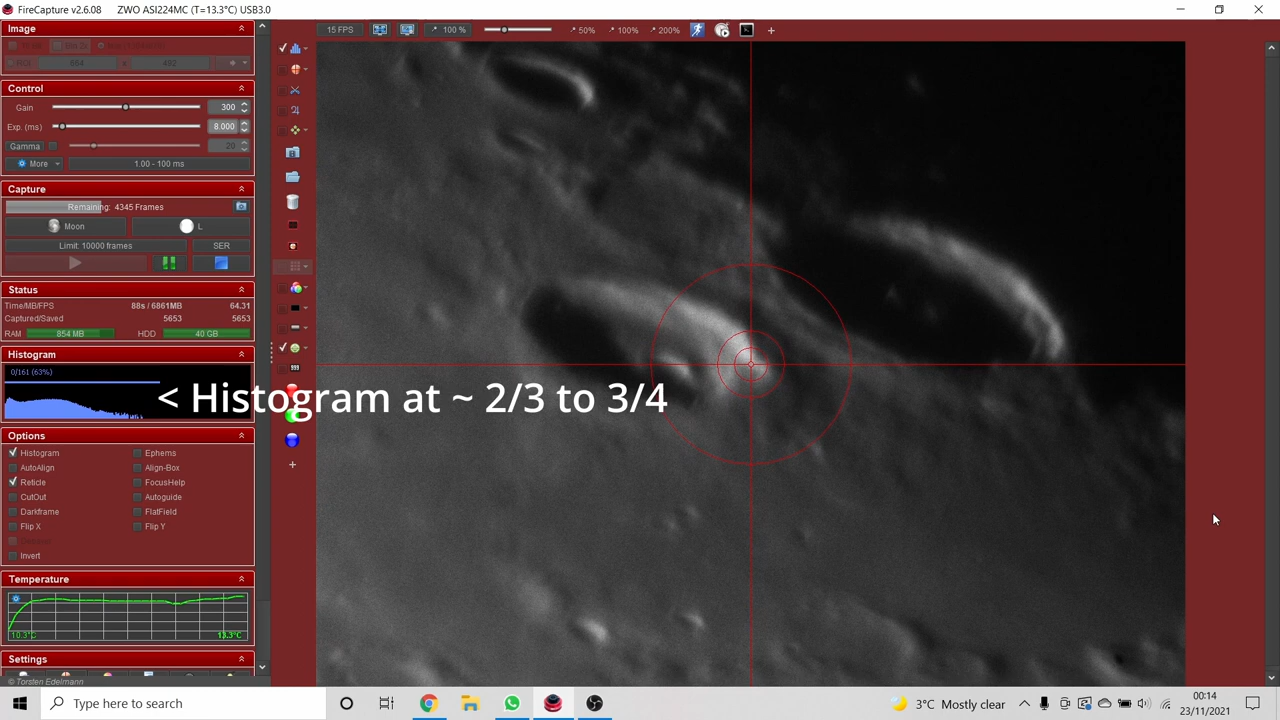 FireCapture v2.6.08 ZWO ASI224MC (T=13.3°C) USB3.0
Image
664 x 492
Control
Gain 300
Exp. (ms) 8.000
Gamma 20
More 1.00 - 100 ms
Capture
Remaining: 4345 Frames
Moon L
Limit: 10000 frames SER
Status
Time/MB/FPS 88s / 6861MB 64.31
Captured/Saved 5653 5653
RAM 854 MB HDD 40 GB
Histogram
0/161 (63%)
Options
Histogram Ephems
AutoAlign Align-Box
Reticle FocusHelp
CutOut Autoguide
Darkframe FlatField
Flip X Flip Y
Debayer
Invert
Temperature
10.3°C 13.3°C
Settings
© Torsten Edelmann
15 FPS 100 % 50% 100% 200%
< Histogram at ~ 2/3 to 3/4
Type here to search
3°C Mostly clear
00:14
23/11/2021